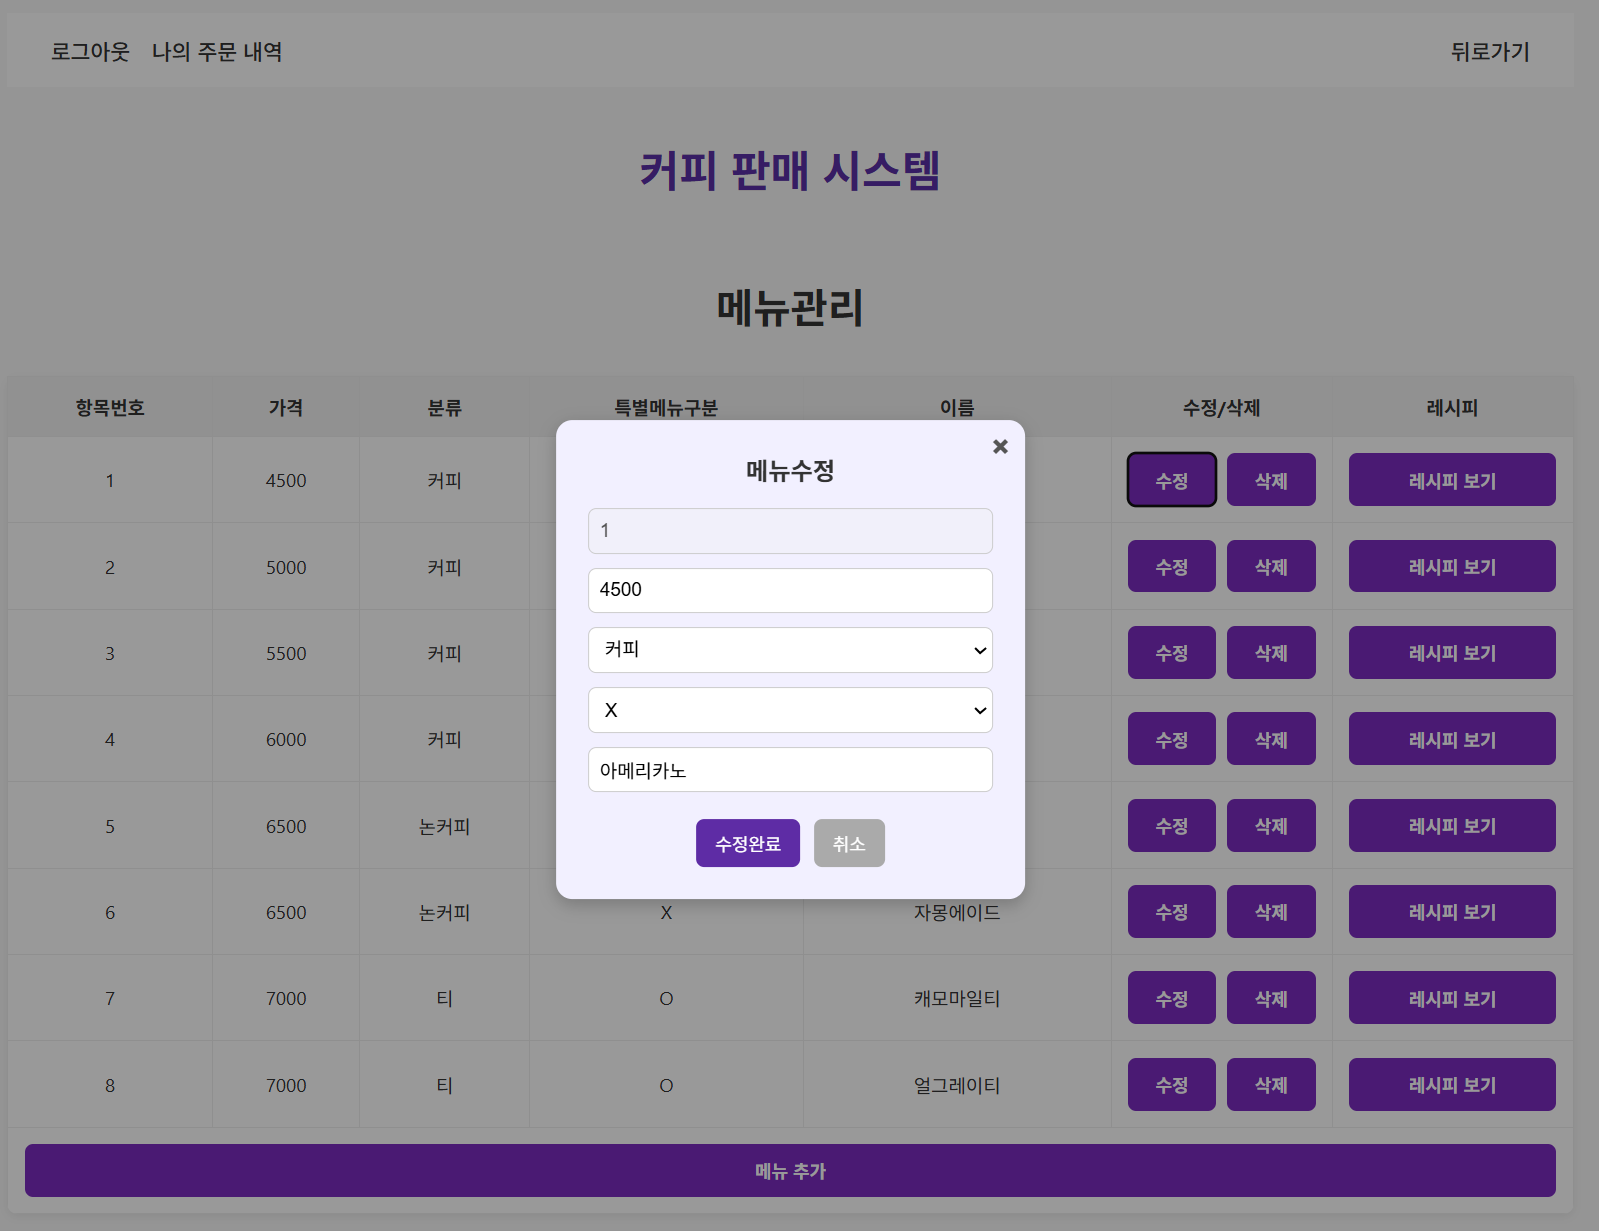 로그아웃 나의 주문 내역 뒤로가기
커피 판매 시스템
메뉴관리
항목번호 가격 분류 특별메뉴구분 이름 수정/삭제 레시피
1 4500 커피 수정 삭제 레시피 보기
2 5000 커피 수정 삭제 레시피 보기
3 5500 커피 수정 삭제 레시피 보기
4 6000 커피 수정 삭제 레시피 보기
5 6500 논커피 수정 삭제 레시피 보기
6 6500 논커피 X 자몽에이드 수정 삭제 레시피 보기
7 7000 티 O 캐모마일티 수정 삭제 레시피 보기
8 7000 티 O 얼그레이티 수정 삭제 레시피 보기
메뉴 추가
메뉴수정
1
4500
커피
X
아메리카노
수정완료 취소